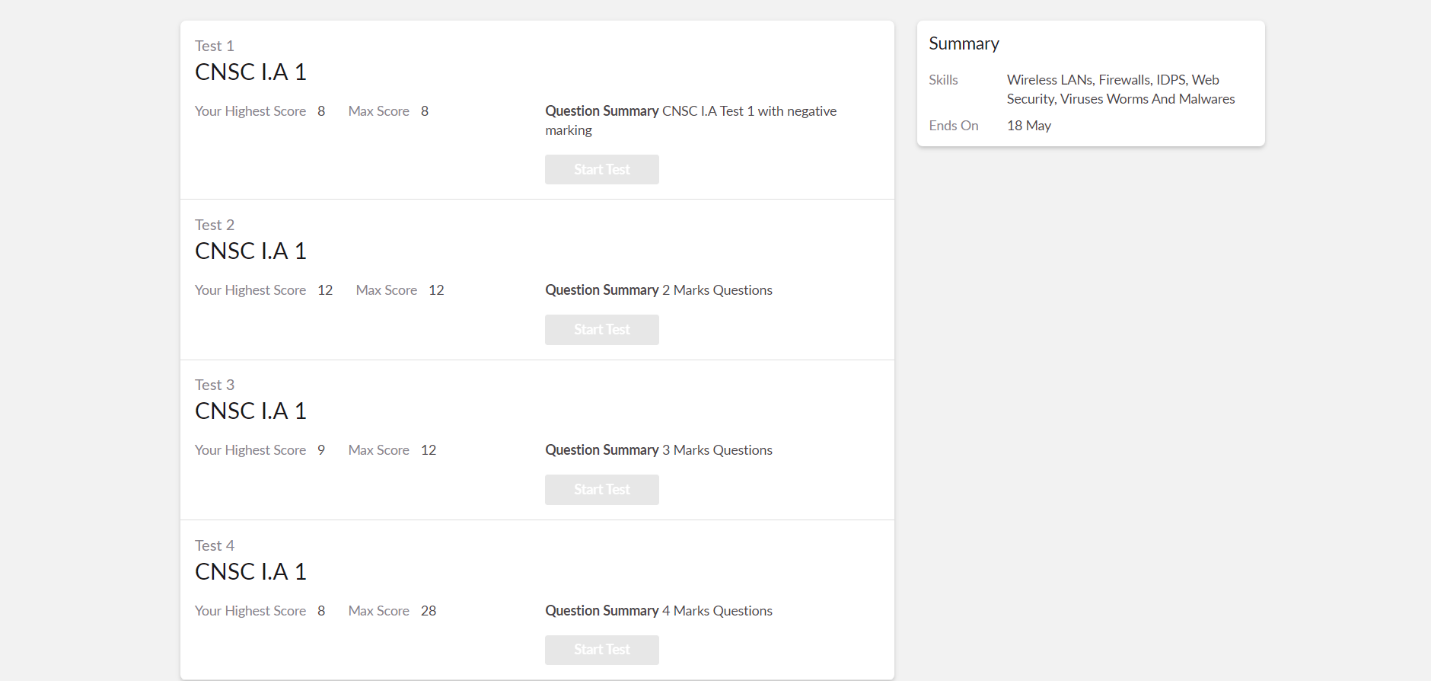 Test 1
CNSC I.A 1
Your Highest Score 8 Max Score 8
Question Summary CNSC I.A Test 1 with negative
marking
Start Test
Test 2
CNSC I.A 1
Your Highest Score 12 Max Score 12
Question Summary 2 Marks Questions
Start Test
Test 3
CNSC I.A 1
Your Highest Score 9 Max Score 12
Question Summary 3 Marks Questions
Start Test
Test 4
CNSC I.A 1
Your Highest Score 8 Max Score 28
Question Summary 4 Marks Questions
Start Test
Summary
Skills Wireless LANs, Firewalls, IDPS, Web
Security, Viruses Worms And Malwares
Ends On 18 May